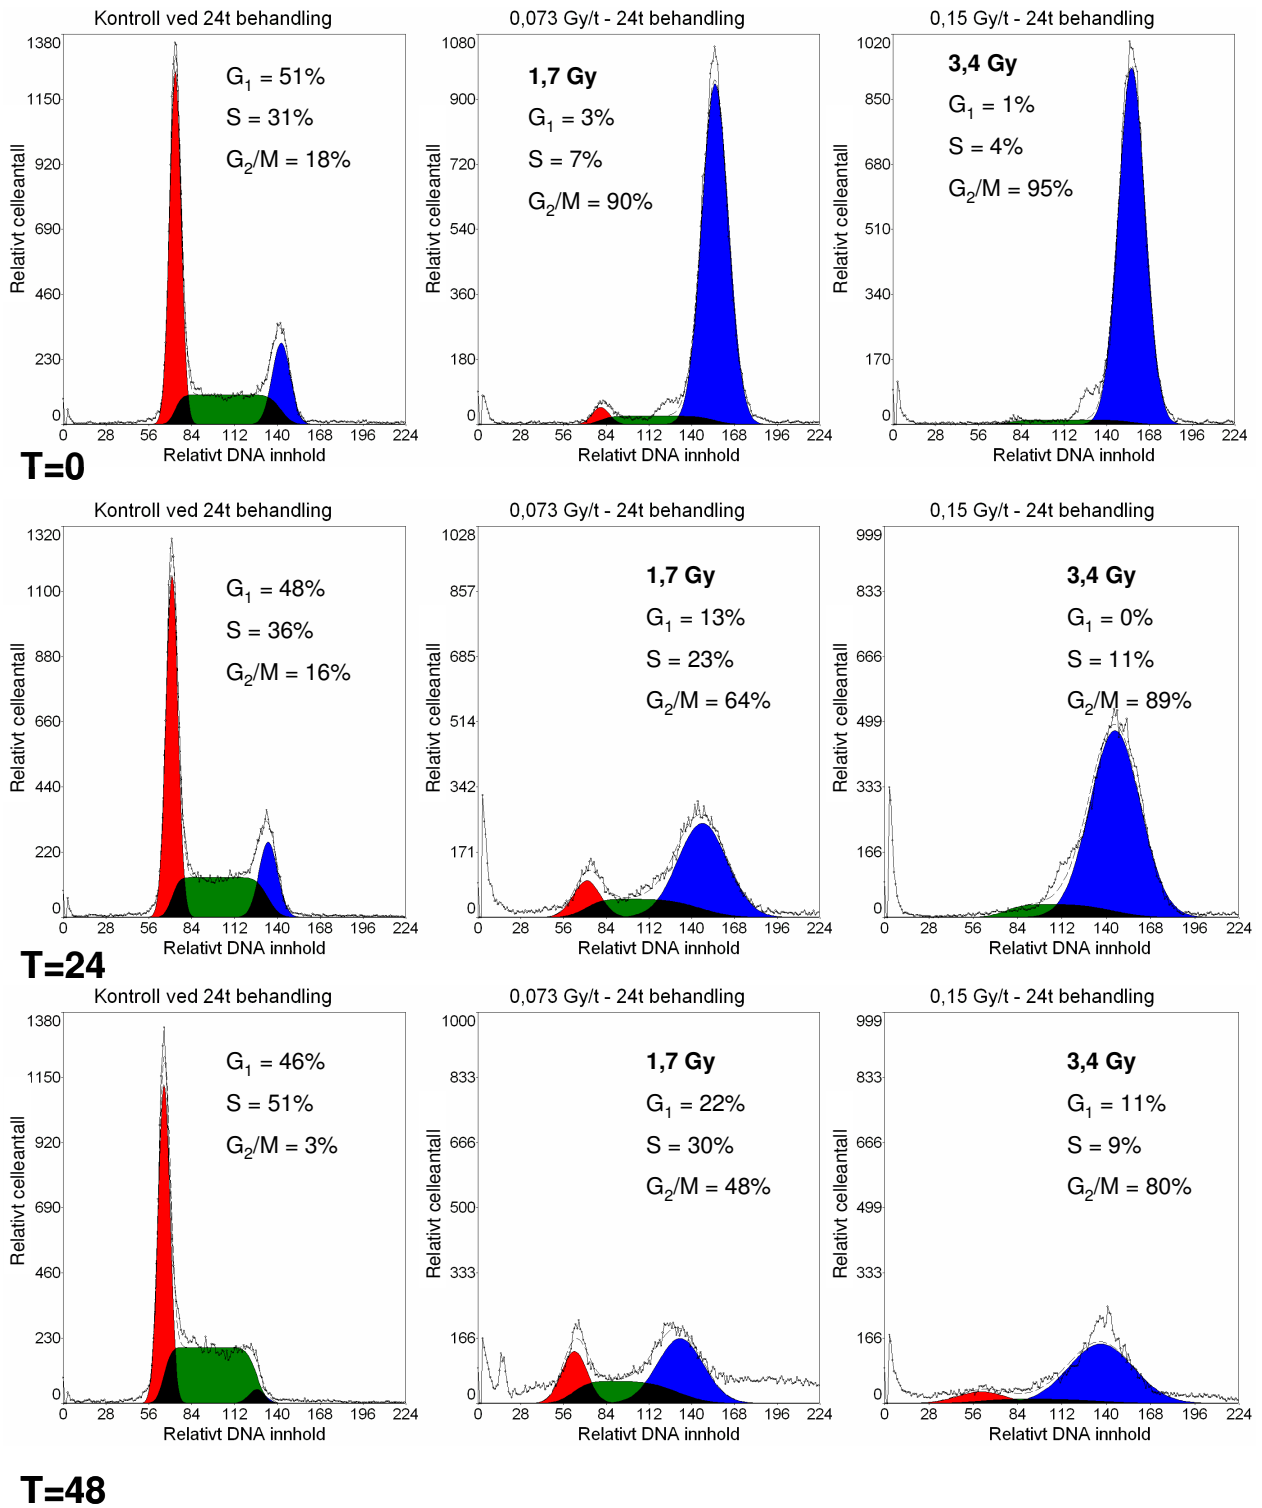 Kontroll ved 24t behandling
1380
1150
920
690
460
230
0
Relativt celleantall
G1 = 51%
S = 31%
G2/M = 18%
0 28 56 84 112 140 168 196 224
Relativt DNA innhold
0,073 Gy/t - 24t behandling
1080
900
720
540
360
180
0
Relativt celleantall
1,7 Gy
G1 = 3%
S = 7%
G2/M = 90%
0 28 56 84 112 140 168 196 224
Relativt DNA innhold
0,15 Gy/t - 24t behandling
1020
850
680
510
340
170
0
Relativt celleantall
3,4 Gy
G1 = 1%
S = 4%
G2/M = 95%
0 28 56 84 112 140 168 196 224
Relativt DNA innhold
T=0
Kontroll ved 24t behandling
1320
1100
880
660
440
220
0
Relativt celleantall
G1 = 48%
S = 36%
G2/M = 16%
0 28 56 84 112 140 168 196 224
Relativt DNA innhold
0,073 Gy/t - 24t behandling
1028
857
685
514
342
171
0
Relativt celleantall
1,7 Gy
G1 = 13%
S = 23%
G2/M = 64%
0 28 56 84 112 140 168 196 224
Relativt DNA innhold
0,15 Gy/t - 24t behandling
999
833
666
499
333
166
0
Relativt celleantall
3,4 Gy
G1 = 0%
S = 11%
G2/M = 89%
0 28 56 84 112 140 168 196 224
Relativt DNA innhold
T=24
Kontroll ved 24t behandling
1380
1150
920
690
460
230
0
Relativt celleantall
G1 = 46%
S = 51%
G2/M = 3%
0 28 56 84 112 140 168 196 224
Relativt DNA innhold
0,073 Gy/t - 24t behandling
1000
833
666
500
333
166
0
Relativt celleantall
1,7 Gy
G1 = 22%
S = 30%
G2/M = 48%
0 28 56 84 112 140 168 196 224
Relativt DNA innhold
0,15 Gy/t - 24t behandling
999
833
666
499
333
166
0
Relativt celleantall
3,4 Gy
G1 = 11%
S = 9%
G2/M = 80%
0 28 56 84 112 140 168 196 224
Relativt DNA innhold
T=48